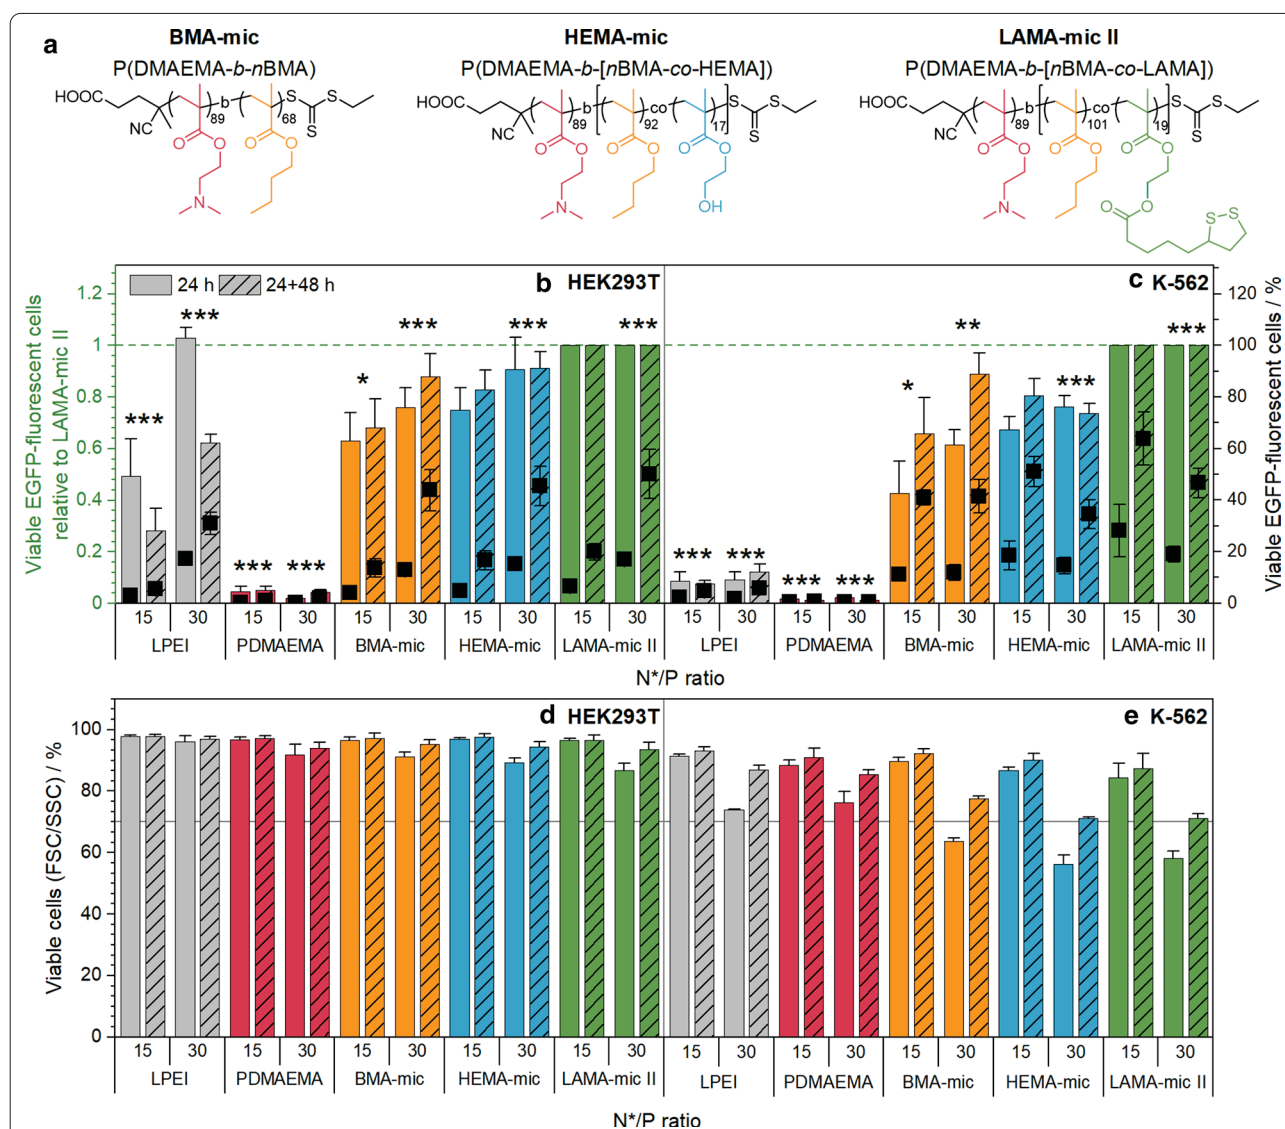 a
BMA-mic
HEMA-mic
LAMA-mic II
P(DMAEMA-b-nBMA)
P(DMAEMA-b-[nBMA-co-HEMA])
P(DMAEMA-b-[nBMA-co-LAMA])
HOOC NC 89 b 68 S S S O O N O O
HOOC NC 89 b 92 co 17 S S S O O N O O O O OH
HOOC NC 89 b 101 co 19 S S S O O N O O O O O O S S
24 h 24+48 h
b HEK293T
c K-562
Viable EGFP-fluorescent cells
relative to LAMA-mic II
1.2
1
0.8
0.6
0.4
0.2
0
*** *** *** *** * *** *** ***
*** *** *** *** * ** *** ***
120
100
80
60
40
20
0
Viable EGFP-fluorescent cells / %
15 30 15 30 15 30 15 30 15 30 15 30 15 30 15 30 15 30 15 30
LPEI PDMAEMA BMA-mic HEMA-mic LAMA-mic II LPEI PDMAEMA BMA-mic HEMA-mic LAMA-mic II
N*/P ratio
d HEK293T
e K-562
Viable cells (FSC/SSC) / %
100
80
60
40
20
0
15 30 15 30 15 30 15 30 15 30 15 30 15 30 15 30 15 30 15 30
LPEI PDMAEMA BMA-mic HEMA-mic LAMA-mic II LPEI PDMAEMA BMA-mic HEMA-mic LAMA-mic II
N*/P ratio